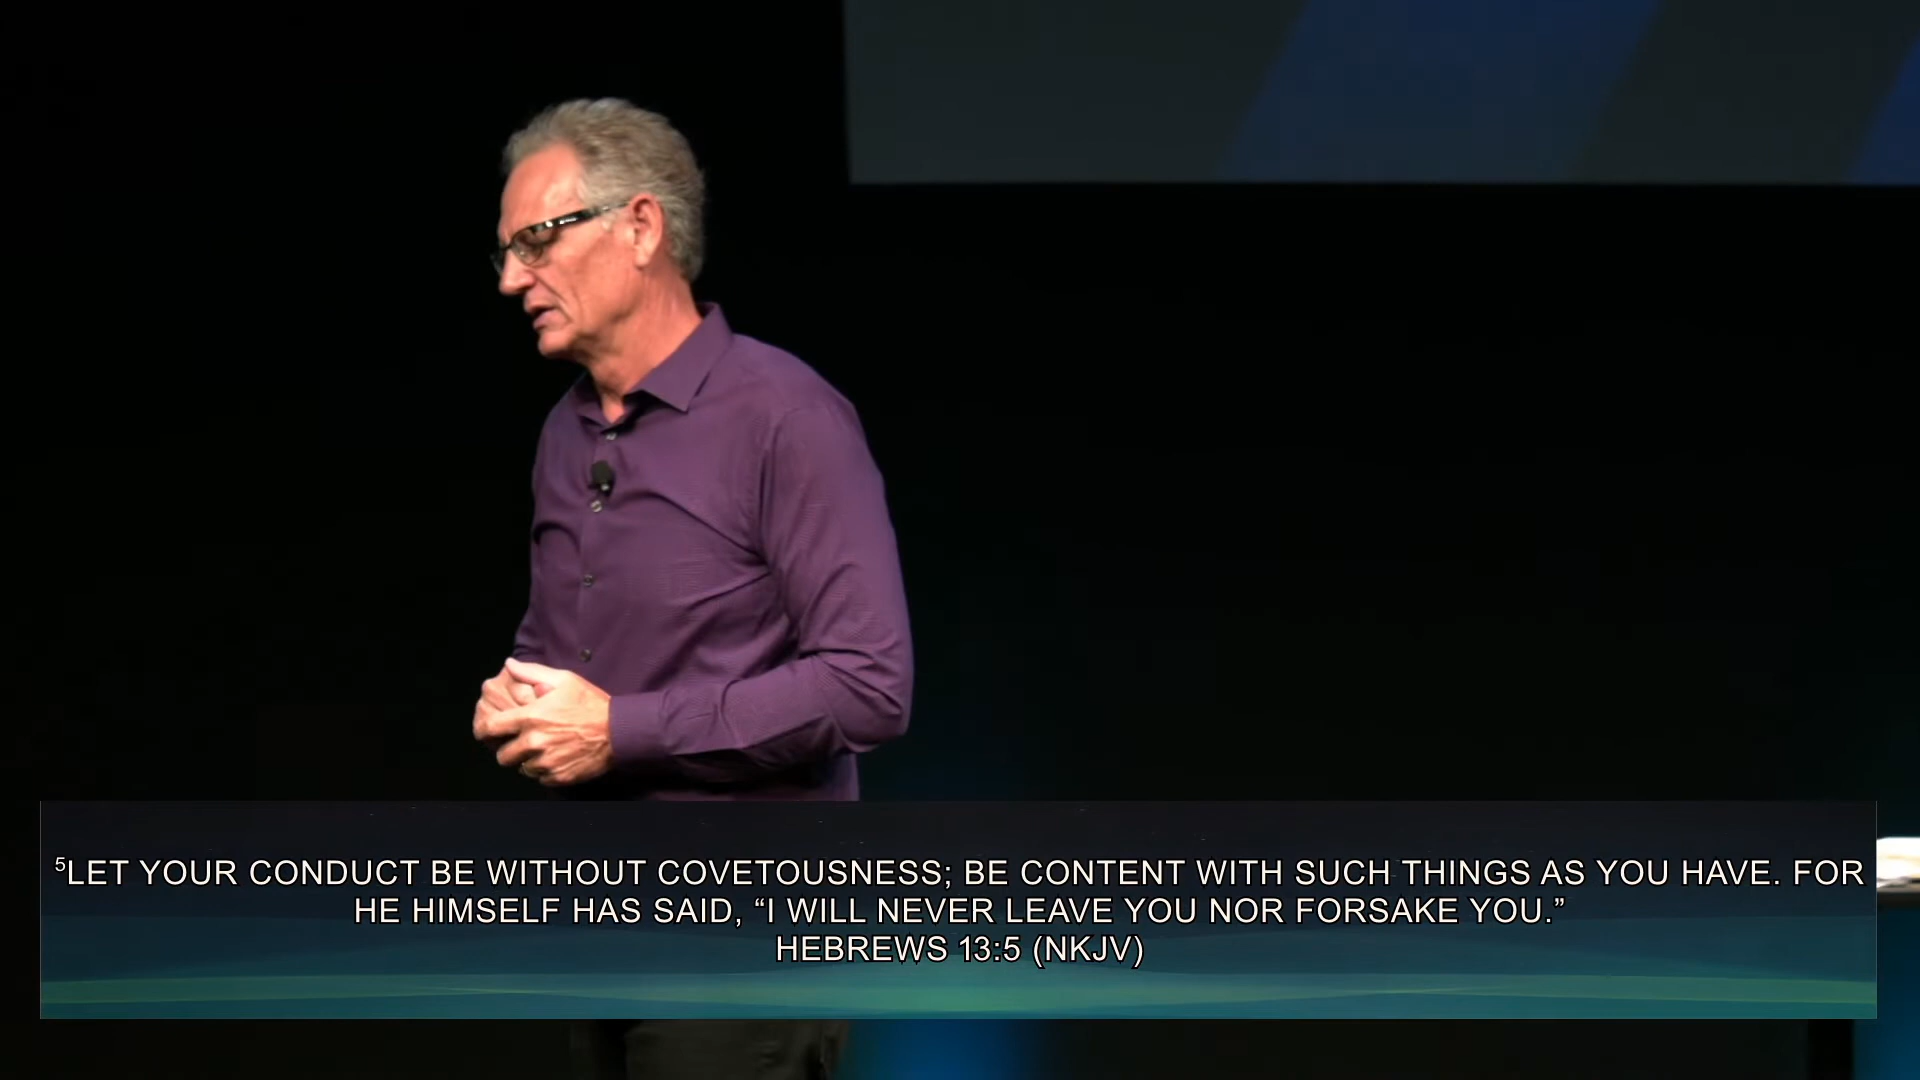 ⁵LET YOUR CONDUCT BE WITHOUT COVETOUSNESS; BE CONTENT WITH SUCH THINGS AS YOU HAVE. FOR
HE HIMSELF HAS SAID, “I WILL NEVER LEAVE YOU NOR FORSAKE YOU.”
HEBREWS 13:5 (NKJV)